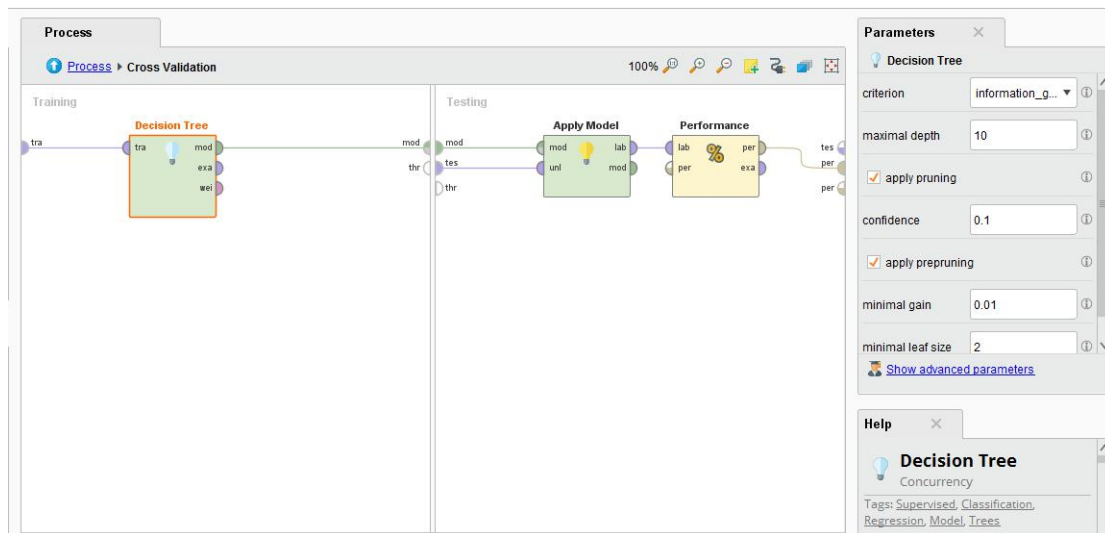 Process
Process ▸ Cross Validation
100%
Training
Decision Tree
tra
tra
mod
exa
wei
mod
thr
Testing
mod
tes
thr
Apply Model
mod
unl
lab
mod
Performance
lab
per
per
exa
tes
per
per
Parameters
Decision Tree
criterion
information_g...
maximal depth
10
apply pruning
confidence
0.1
apply prepruning
minimal gain
0.01
minimal leaf size
2
Show advanced parameters
Help
Decision Tree
Concurrency
Tags: Supervised, Classification,
Regression, Model, Trees